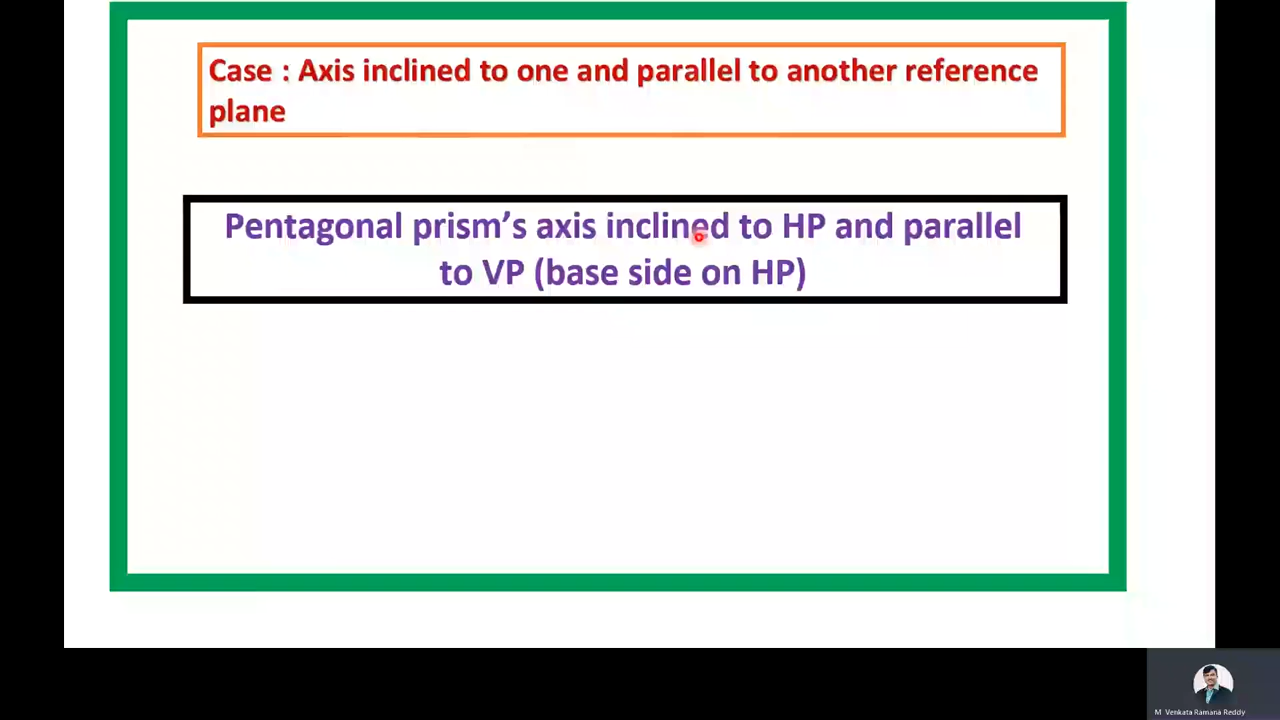 Case : Axis inclined to one and parallel to another reference
plane
Pentagonal prism’s axis inclined to HP and parallel
to VP (base side on HP)
M Venkata Ramana Reddy